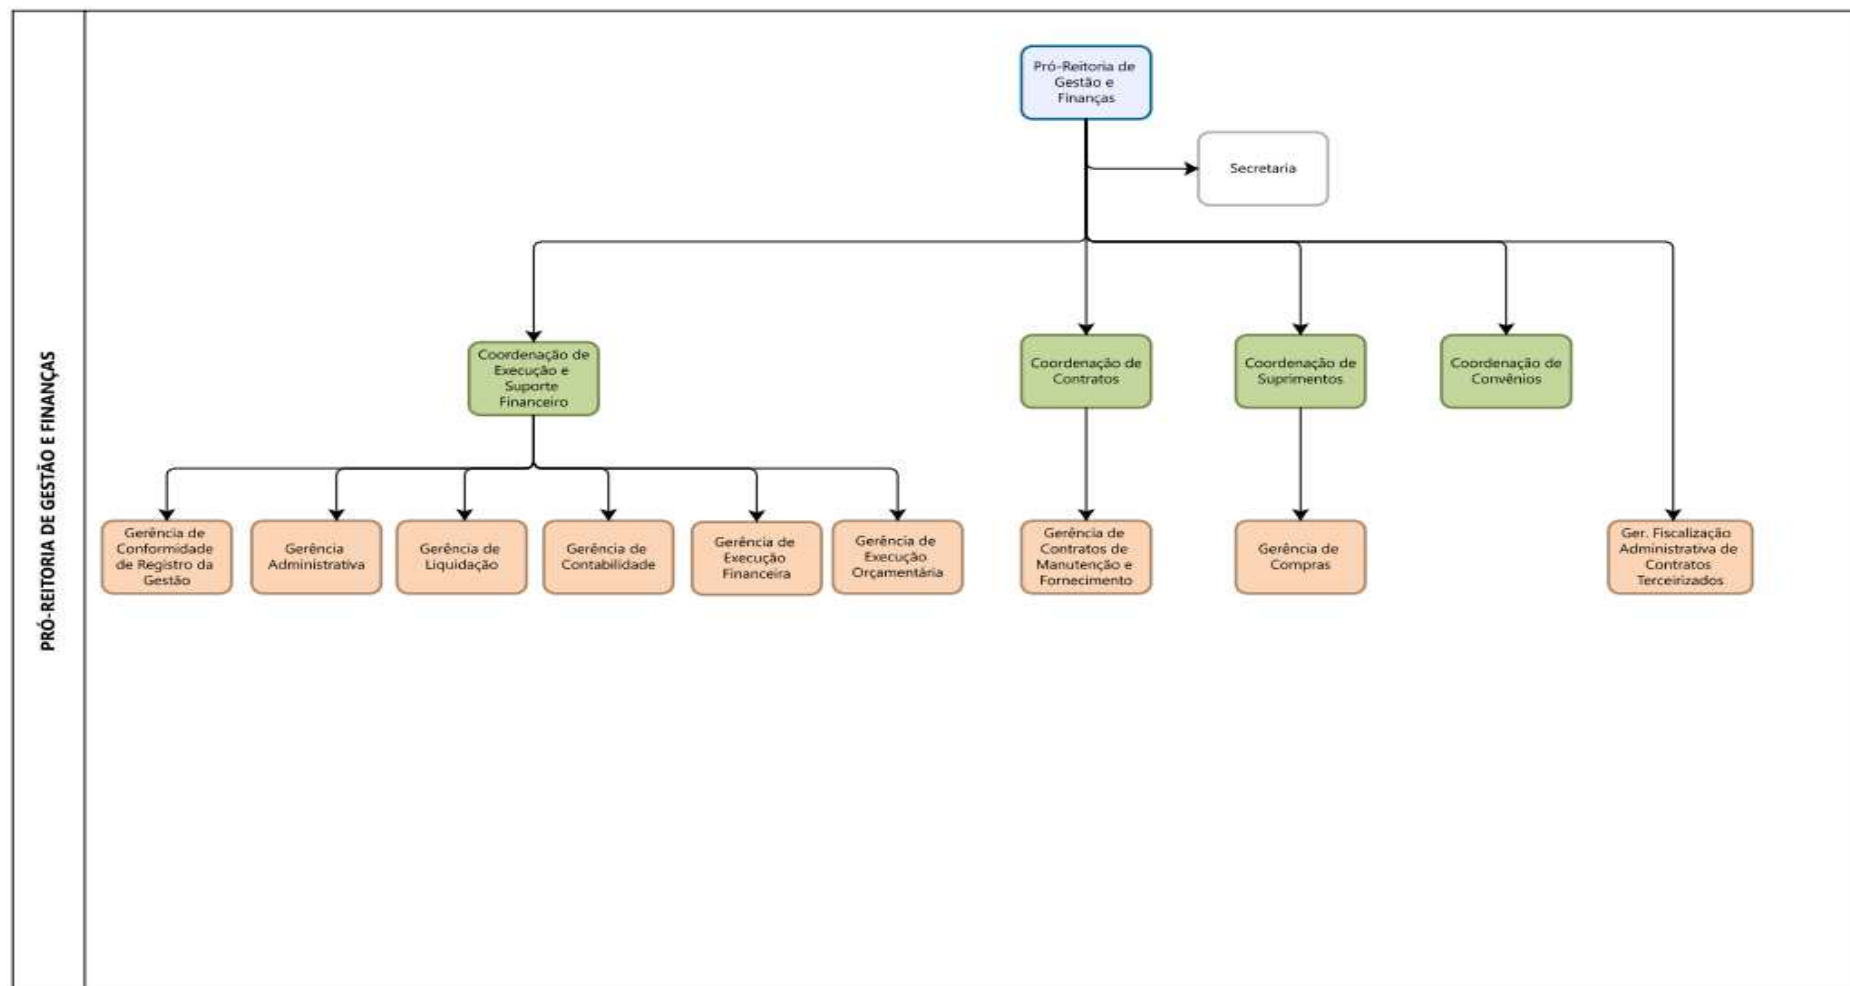 PRÓ-REITORIA DE GESTÃO E FINANÇAS
Pró-Reitoria de
Gestão e
Finanças
Secretaria
Coordenação de
Execução e
Suporte
Financeiro
Coordenação de
Contratos
Coordenação de
Suprimentos
Coordenação de
Convênios
Gerência de
Conformidade
de Registro da
Gestão
Gerência
Administrativa
Gerência de
Liquidação
Gerência de
Contabilidade
Gerência de
Execução
Financeira
Gerência de
Execução
Orçamentária
Gerência de
Contratos de
Manutenção e
Fornecimento
Gerência de
Compras
Ger. Fiscalização
Administrativa de
Contratos
Terceirizados